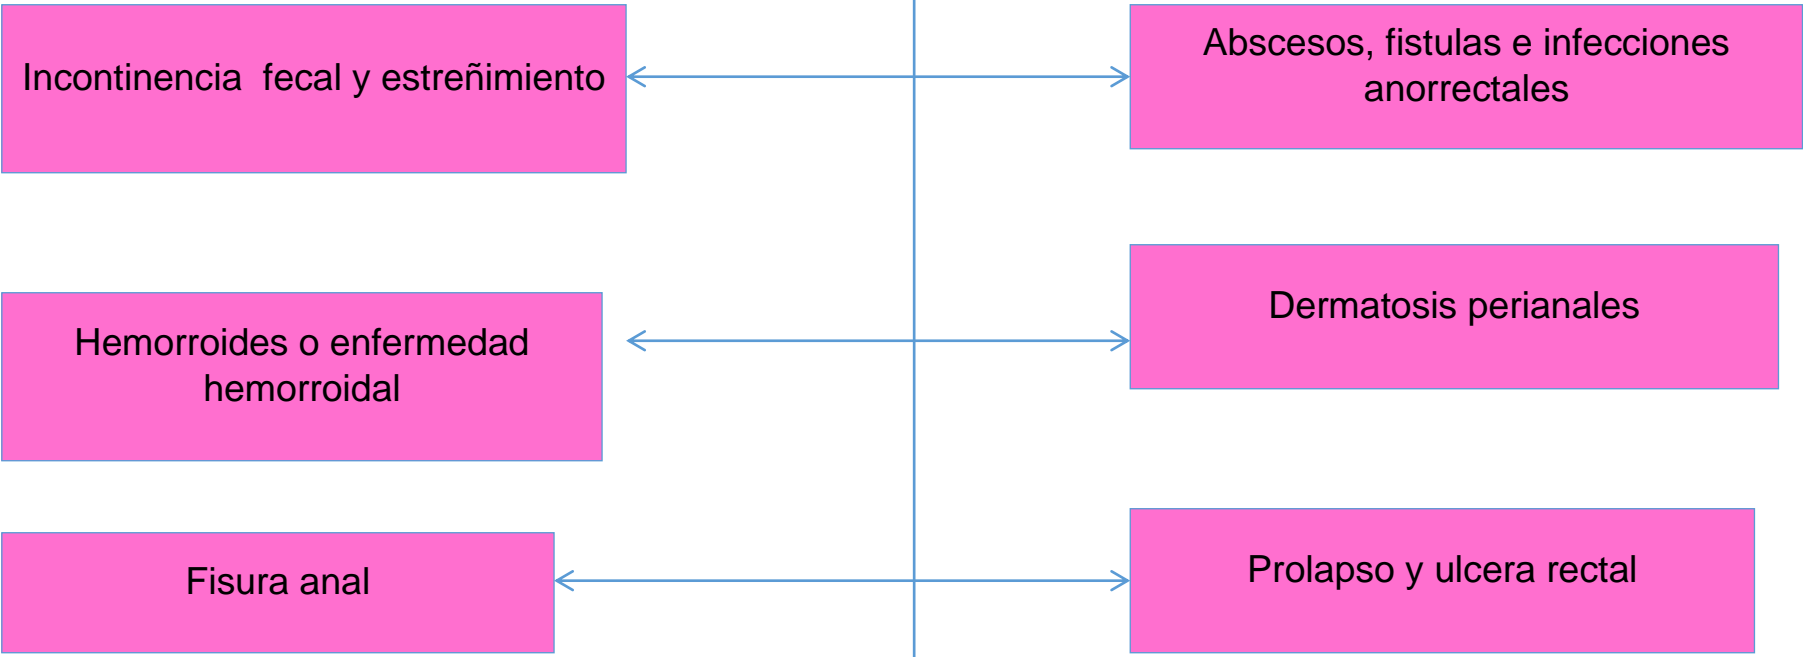 Incontinencia  fecal y estreñimiento
Abscesos, fistulas e infecciones
anorrectales
Hemorroides o enfermedad
hemorroidal
Dermatosis perianales
Fisura anal
Prolapso y ulcera rectal